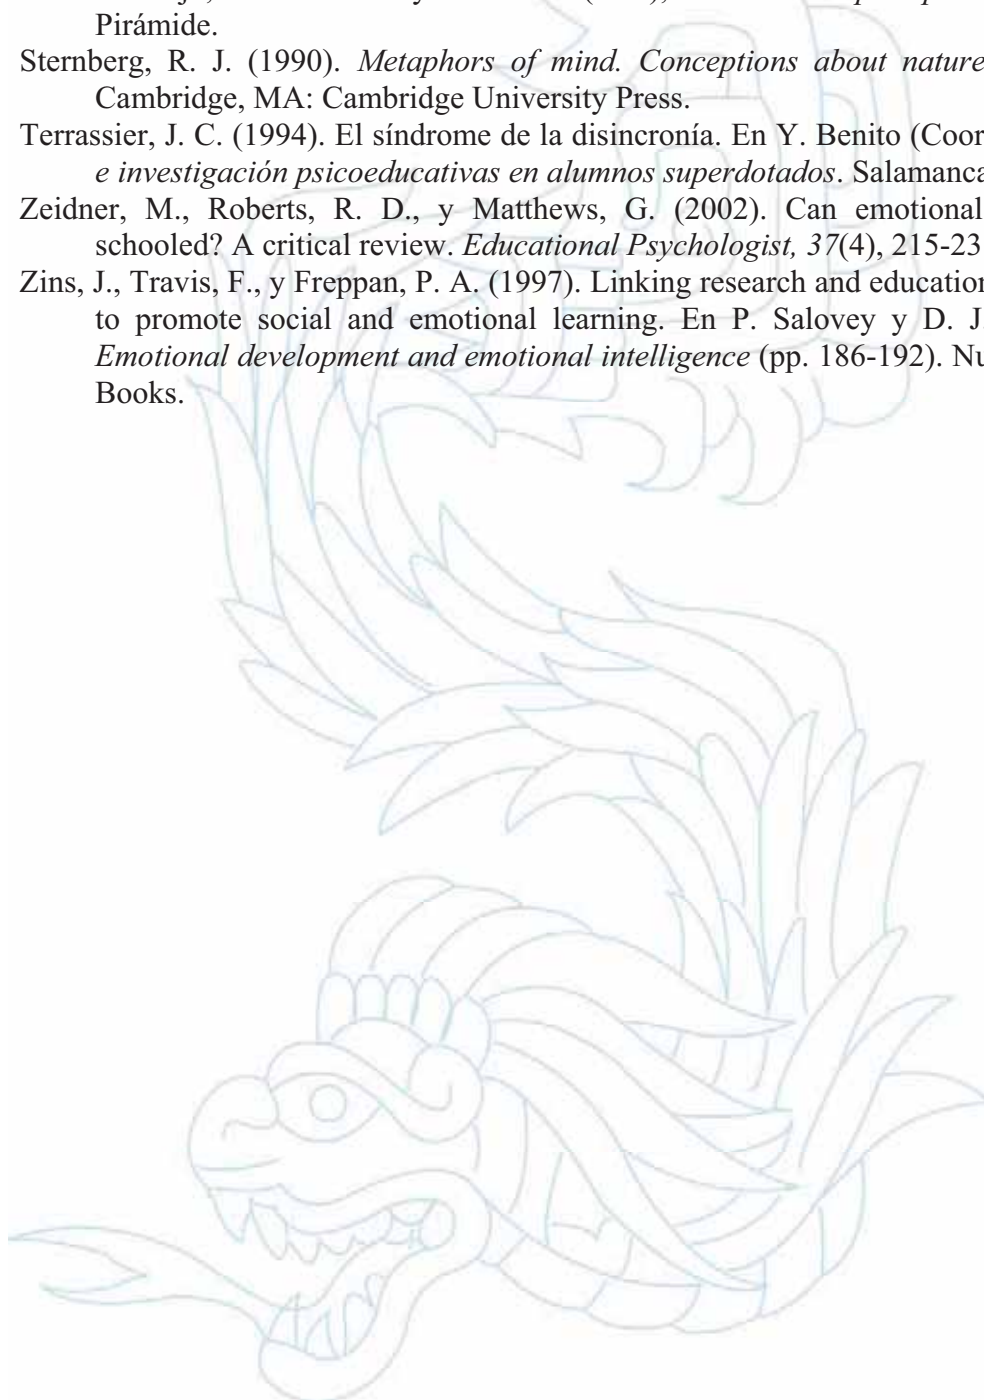 Pirámide.
Sternberg, R. J. (1990). Metaphors of mind. Conceptions about nature
Cambridge, MA: Cambridge University Press.
Terrassier, J. C. (1994). El síndrome de la disincronía. En Y. Benito (Coor
e investigación psicoeducativas en alumnos superdotados. Salamanca
Zeidner, M., Roberts, R. D., y Matthews, G. (2002). Can emotional
schooled? A critical review. Educational Psychologist, 37(4), 215-23
Zins, J., Travis, F., y Freppan, P. A. (1997). Linking research and education
to promote social and emotional learning. En P. Salovey y D. J.
Emotional development and emotional intelligence (pp. 186-192). Nu
Books.